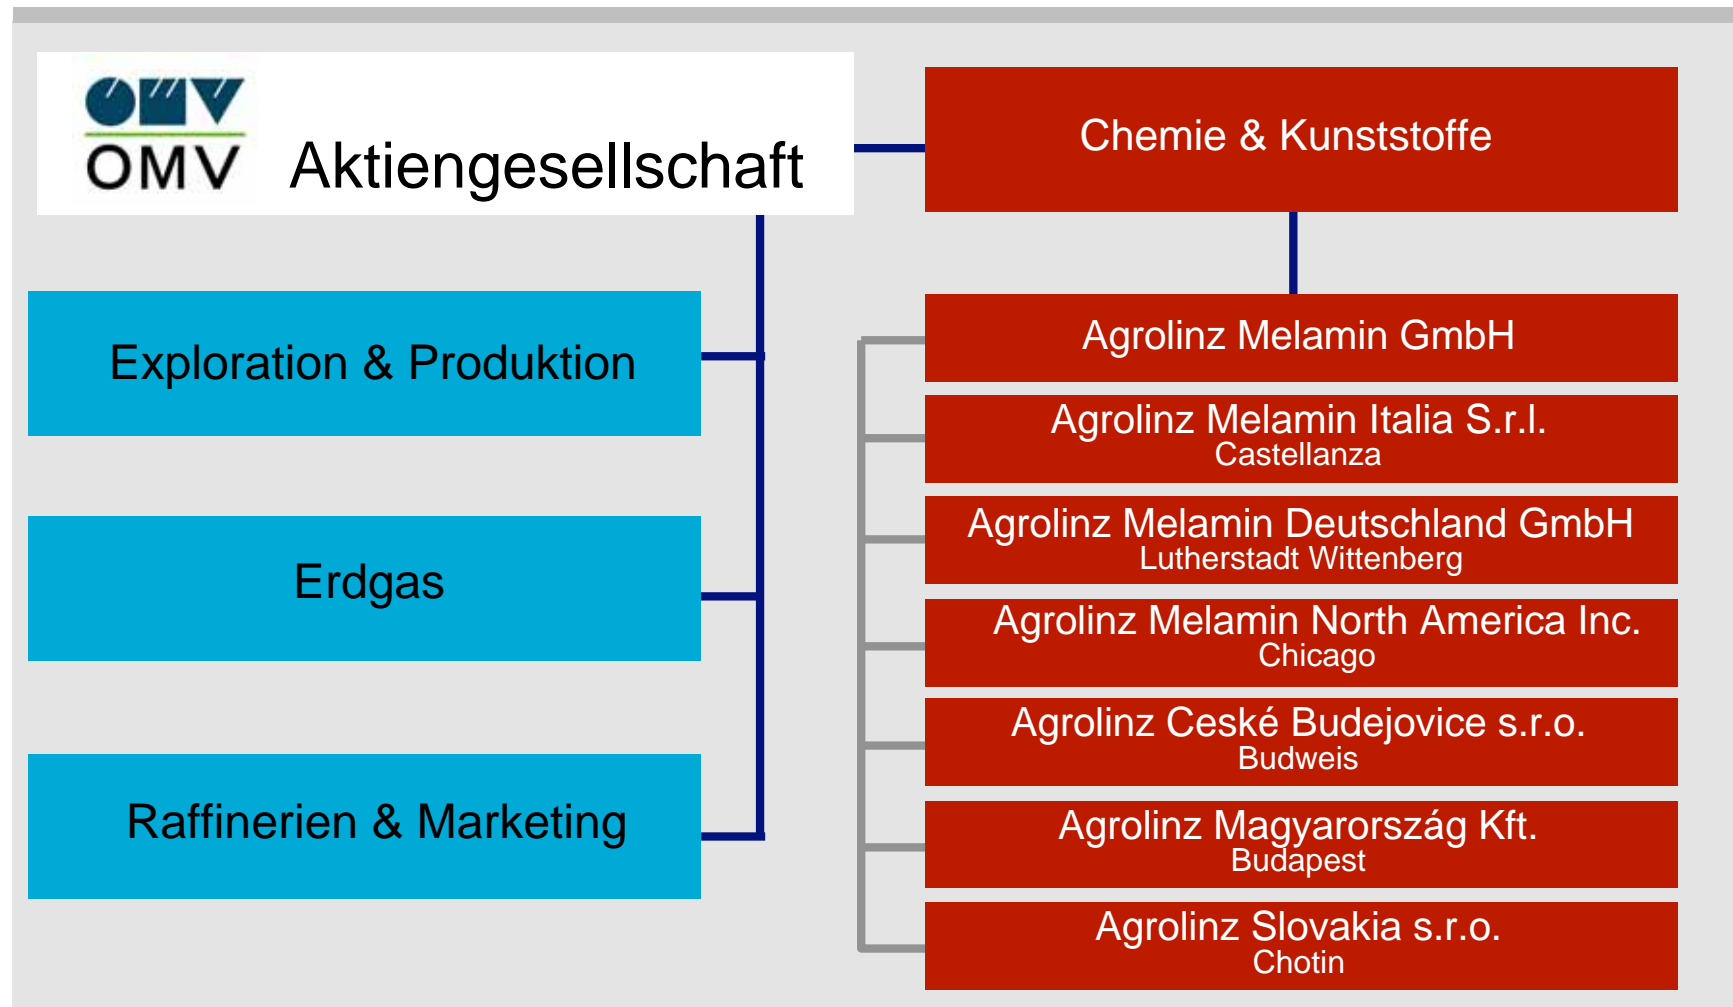 OMV
OMV Aktiengesellschaft
Chemie & Kunststoffe
Exploration & Produktion
Erdgas
Raffinerien & Marketing
Agrolinz Melamin GmbH
Agrolinz Melamin Italia S.r.l.
Castellanza
Agrolinz Melamin Deutschland GmbH
Lutherstadt Wittenberg
Agrolinz Melamin North America Inc.
Chicago
Agrolinz Ceské Budejovice s.r.o.
Budweis
Agrolinz Magyarország Kft.
Budapest
Agrolinz Slovakia s.r.o.
Chotin